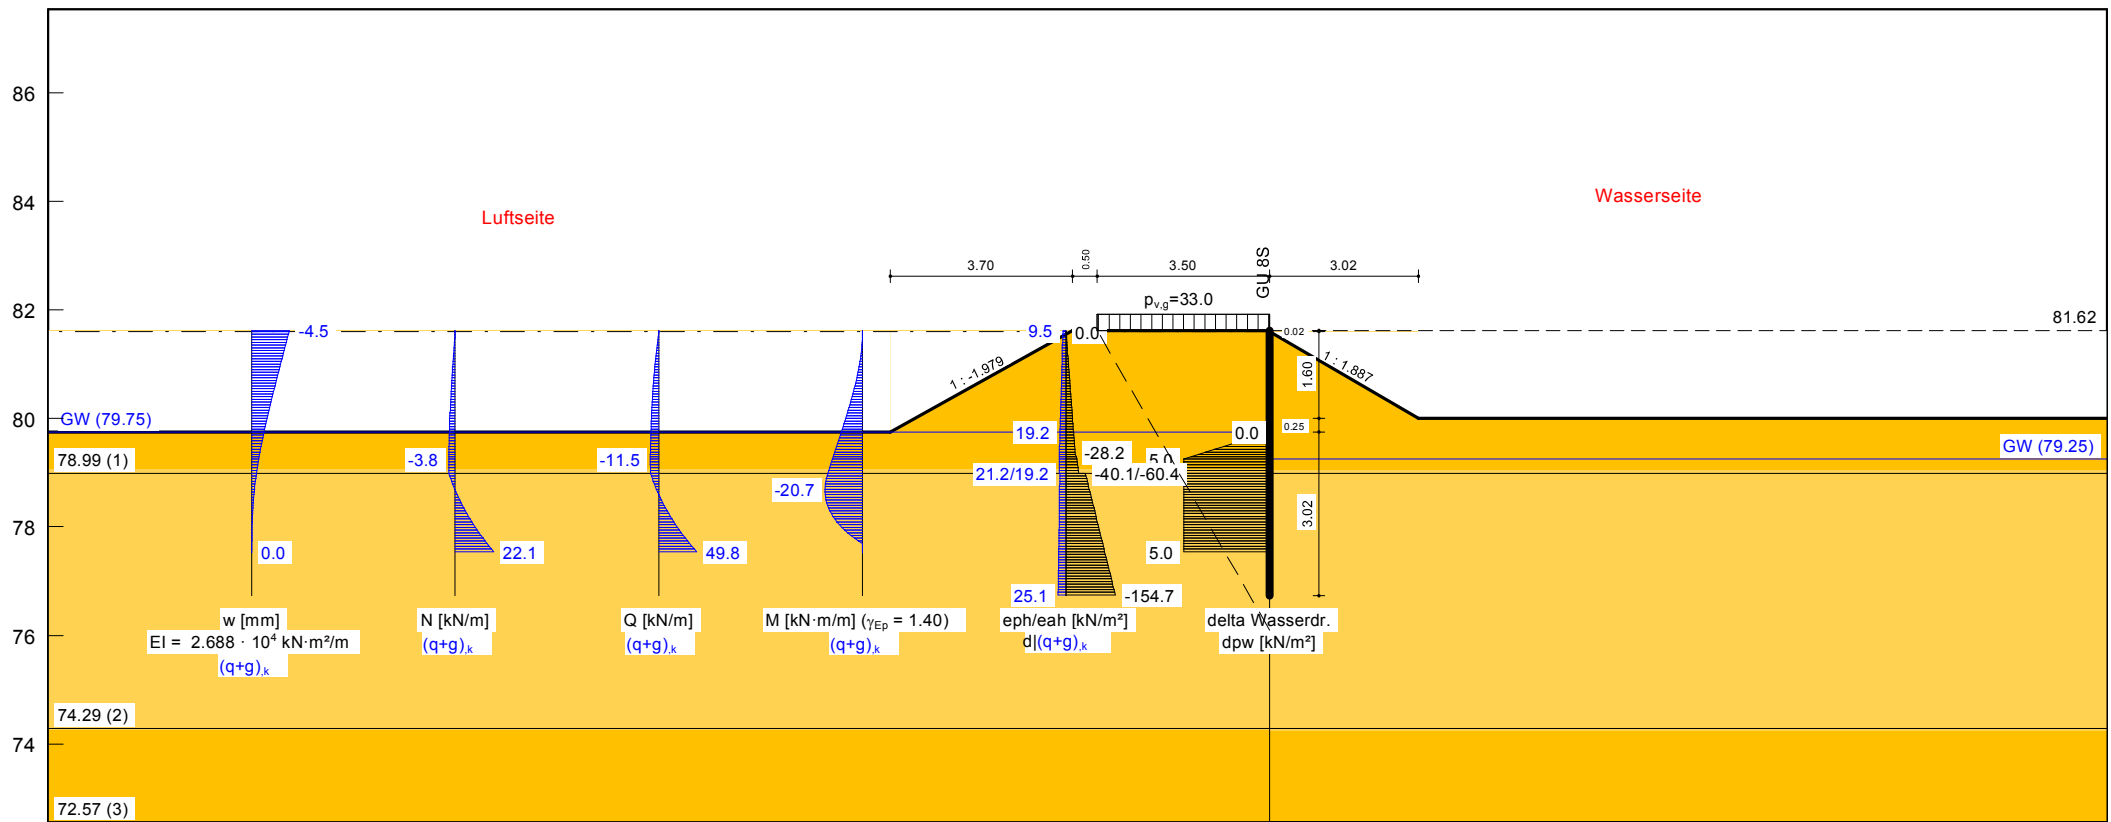 86
84
82
80
78
76
74
Luftseite
Wasserseite
3.70
0.50
3.50
GU 8S
3.02
pv,g=33.0
81.62
-4.5
9.5
0.0
0.02
1 : -1.979
1 : 1.887
1.60
GW (79.75)
19.2
0.0
0.25
GW (79.25)
78.99 (1)
-3.8
-11.5
-20.7
21.2/19.2
-28.2
5.0
-40.1/-60.4
3.02
0.0
22.1
49.8
5.0
25.1
-154.7
w [mm]
EI = 2.688 · 10⁴ kN·m²/m
(q+g),k
N [kN/m]
(q+g),k
Q [kN/m]
(q+g),k
M [kN·m/m] (γEp = 1.40)
(q+g),k
eph/eah [kN/m²]
d|(q+g),k
delta Wasserdr.
dpw [kN/m²]
74.29 (2)
72.57 (3)